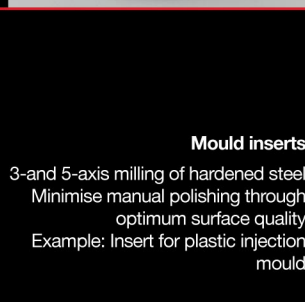 Mould inserts
3-and 5-axis milling of hardened steel
Minimise manual polishing through
optimum surface quality
Example: Insert for plastic injection
mould